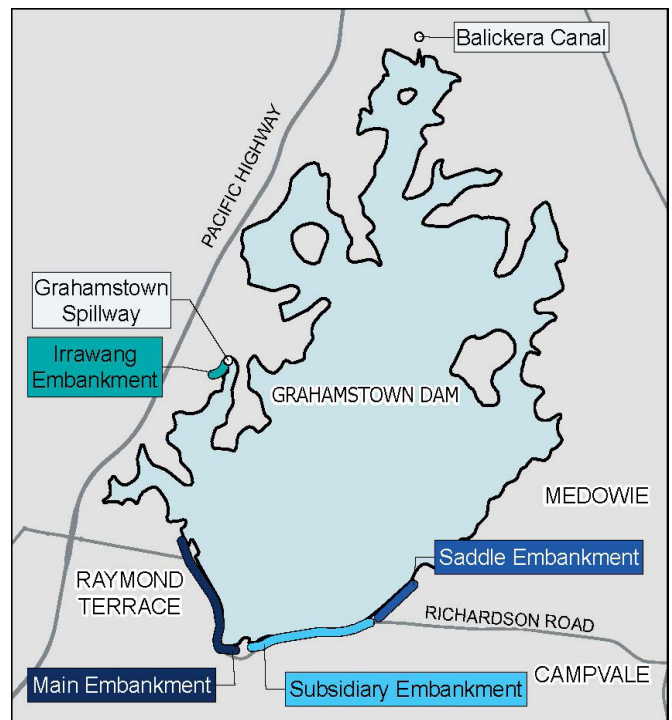 Balickera Canal
PACIFIC HIGHWAY
Grahamstown
Spillway
Irrawang
Embankment
GRAHAMSTOWN DAM
MEDOWIE
Saddle Embankment
RAYMOND
TERRACE
RICHARDSON ROAD
CAMPVALE
Main Embankment
Subsidiary Embankment